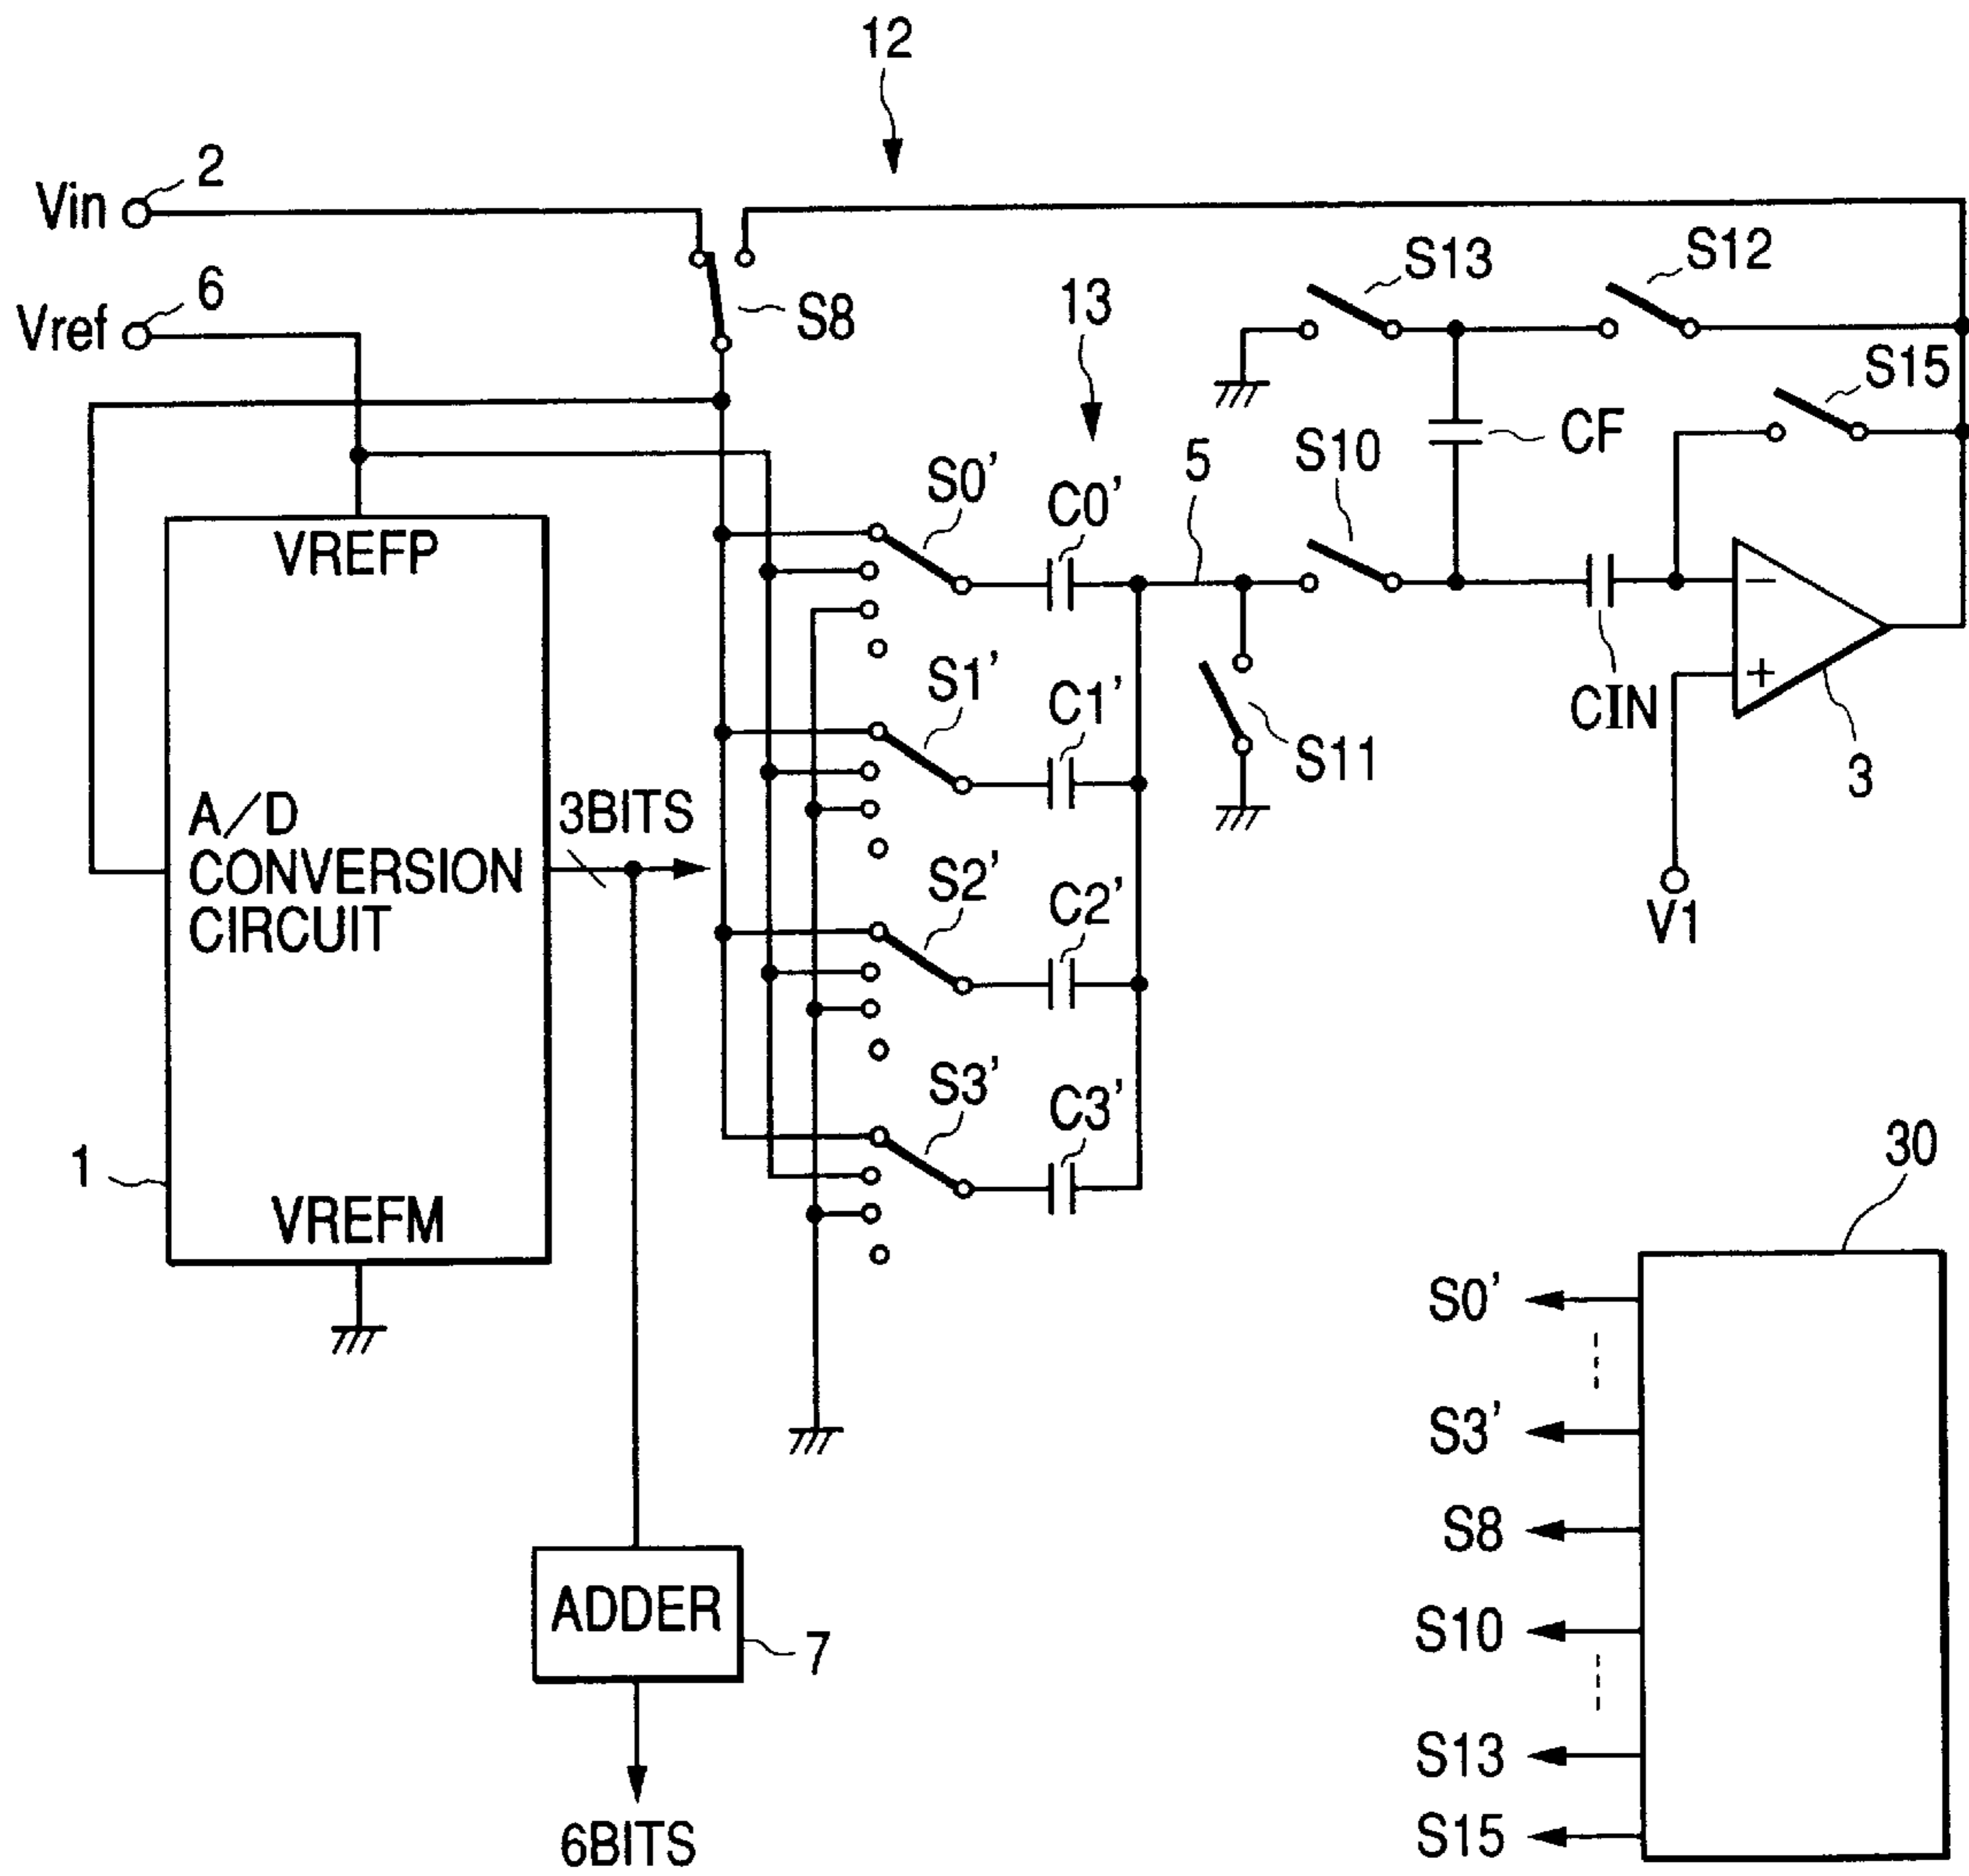 12
Vin
2
Vref
6
S8
13
S13
S12
S15
CF
S10
5
S0'
C0'
VREFP
S1'
C1'
S11
CIN
−
+
3
V1
A/D
CONVERSION
CIRCUIT
3BITS
S2'
C2'
S3'
C3'
1
VREFM
30
S0'
S3'
S8
S10
S13
S15
ADDER
7
6BITS